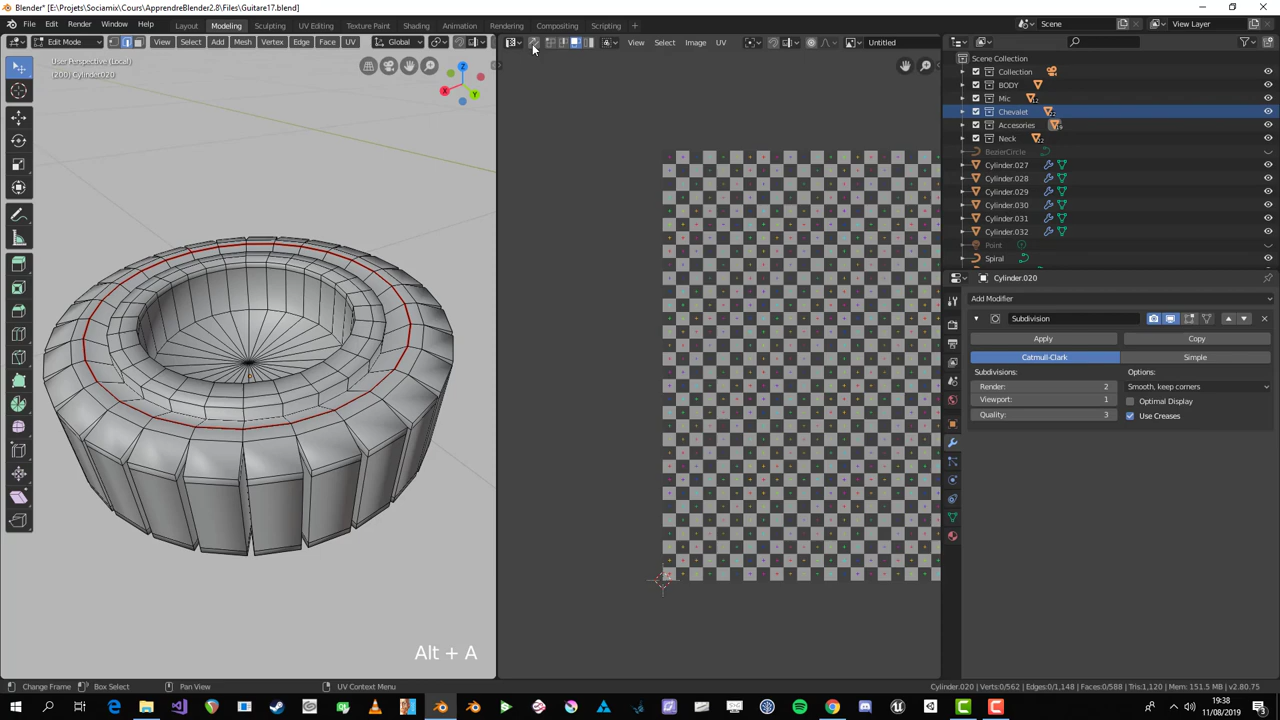 Blender* [E:\Projets\Sociamix\Cours\ApprendreBlender2.8\Files\Guitare17.blend]
File Edit Render Window Help Layout Modeling Sculpting UV Editing Texture Paint Shading Animation Rendering Compositing Scripting + Scene View Layer
Edit Mode View Select Add Mesh Vertex Edge Face UV Global View Select Image UV Untitled
User Perspective (Local)
(200) Cylinder.020
Z
X
Y
Scene Collection
Collection
BODY
Mic 12
Chevalet 22
Accesories 19
Neck 22
BezierCircle
Cylinder.027
Cylinder.028
Cylinder.029
Cylinder.030
Cylinder.031
Cylinder.032
Point
Spiral
Cylinder.020
Add Modifier
Subdivision
Apply Copy
Catmull-Clark Simple
Subdivisions: Options:
Render: 2 Smooth, keep corners
Viewport: 1 Optimal Display
Quality: 3 Use Creases
Alt + A
Change Frame Box Select Pan View UV Context Menu Cylinder.020 | Verts:0/562 | Edges:0/1,148 | Faces:0/588 | Tris:1,120 | Mem: 151.5 MB | v2.80.75
19:38
11/08/2019